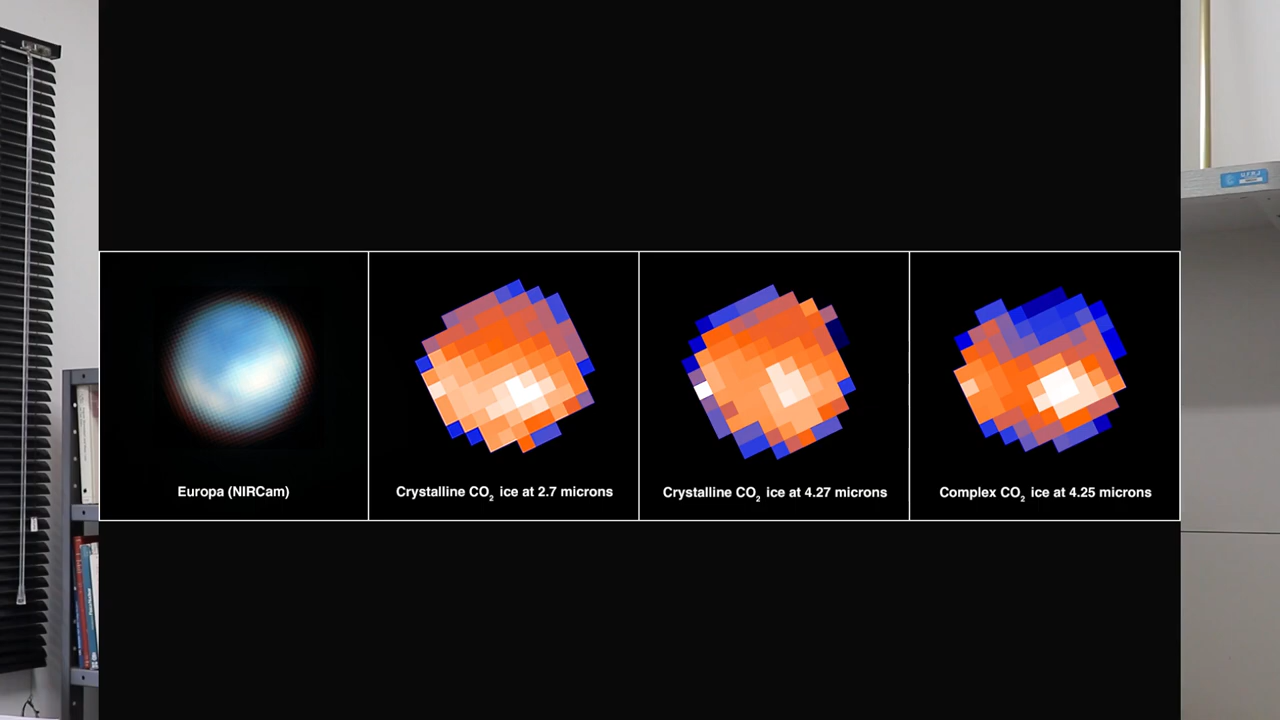 Europa (NIRCam)
Crystalline CO₂ ice at 2.7 microns
Crystalline CO₂ ice at 4.27 microns
Complex CO₂ ice at 4.25 microns
UFRJ